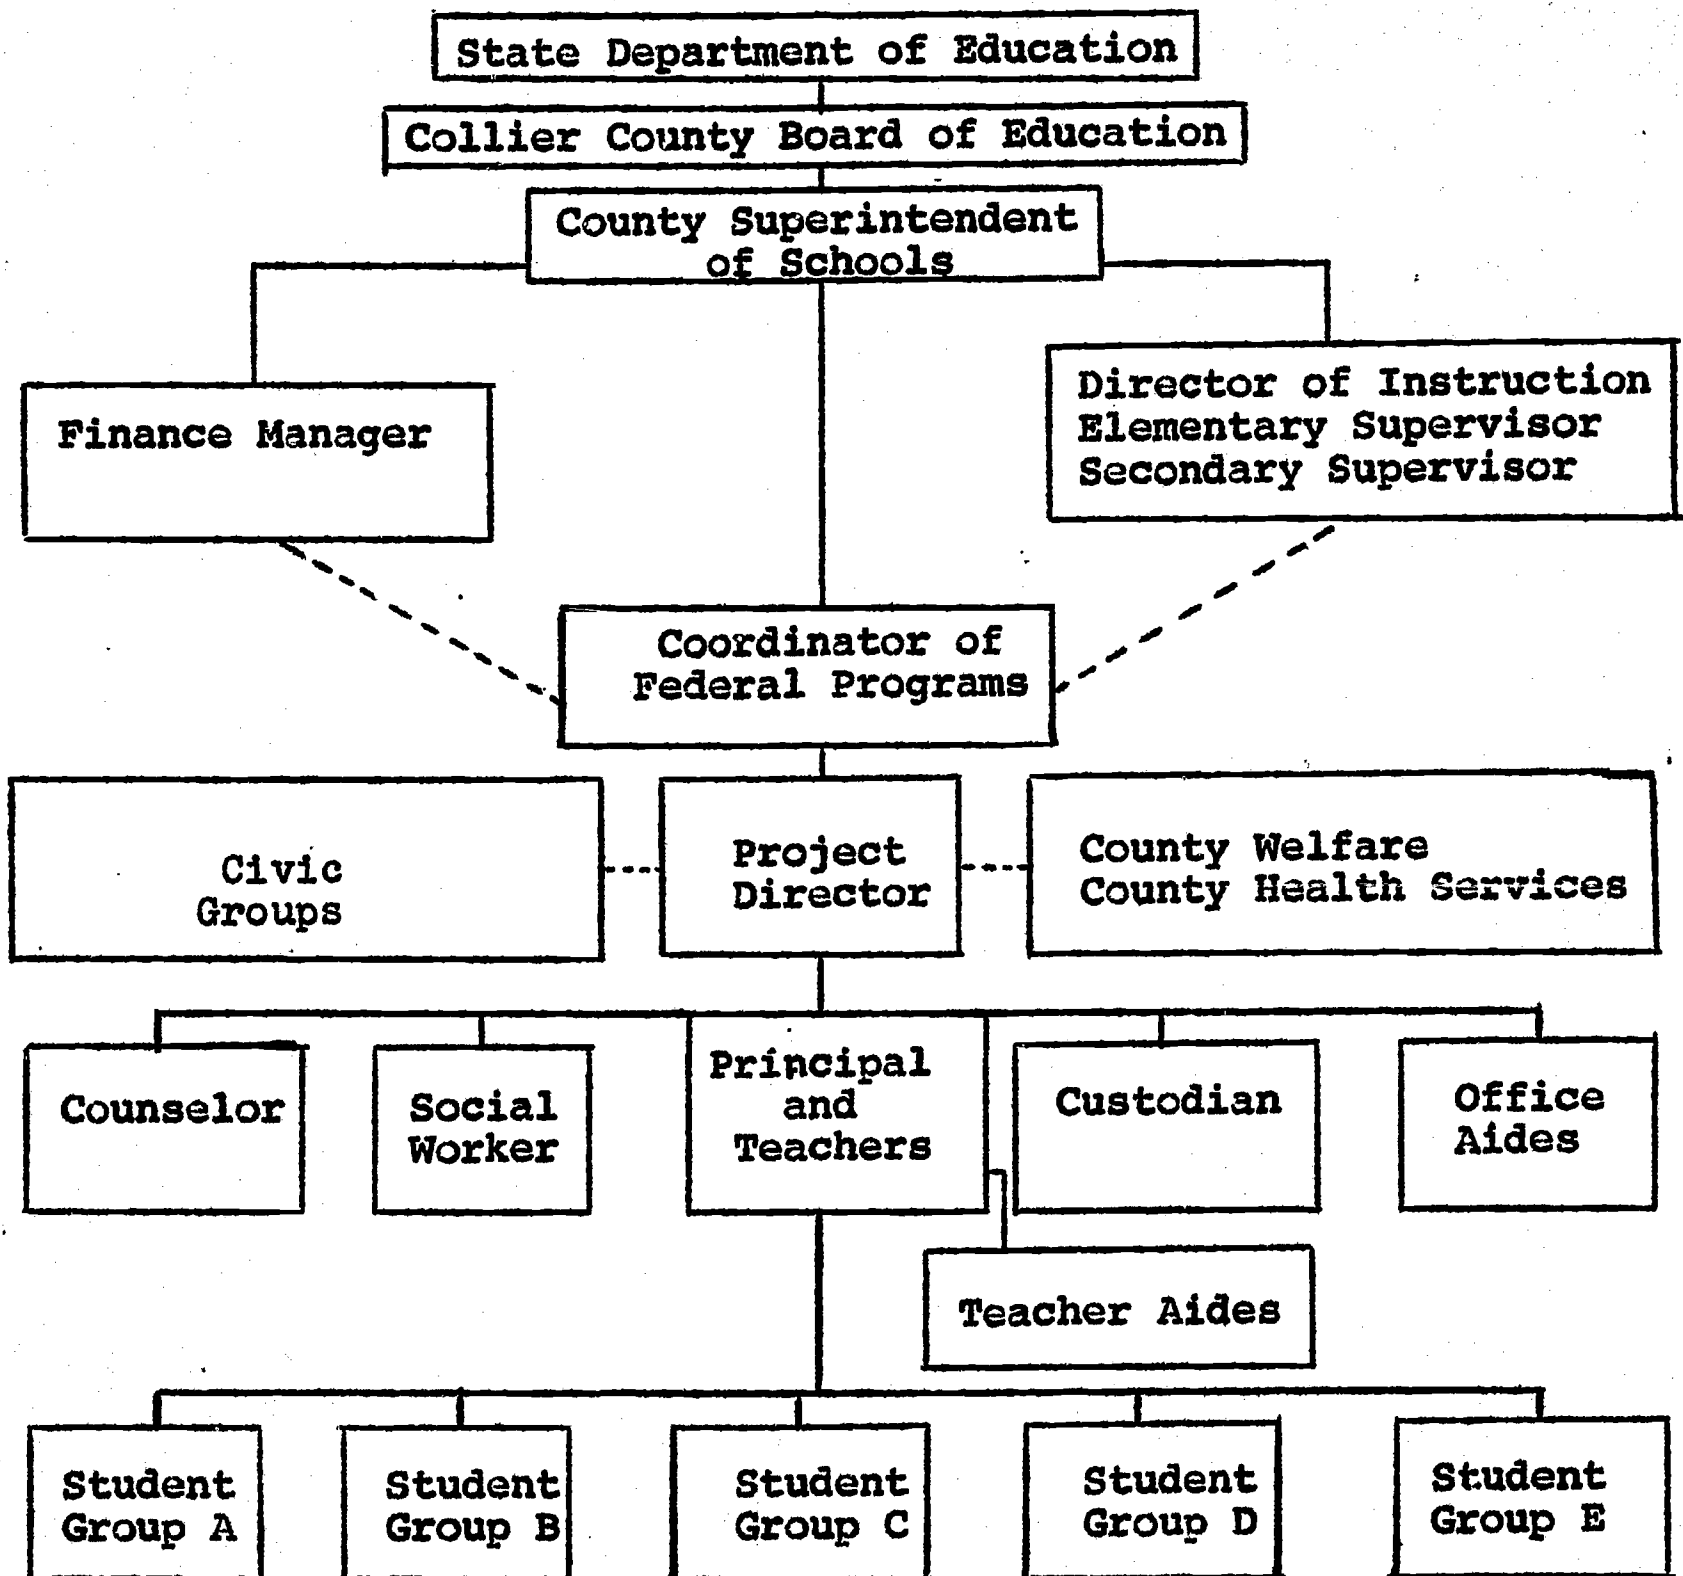 State Department of Education
Collier County Board of Education
County Superintendent
of Schools
Finance Manager
Director of Instruction
Elementary Supervisor
Secondary Supervisor
Coordinator of
Federal Programs
Civic
Groups
Project
Director
County Welfare
County Health Services
Counselor
Social
Worker
Principal
and
Teachers
Custodian
Office
Aides
Teacher Aides
Student
Group A
Student
Group B
Student
Group C
Student
Group D
Student
Group E